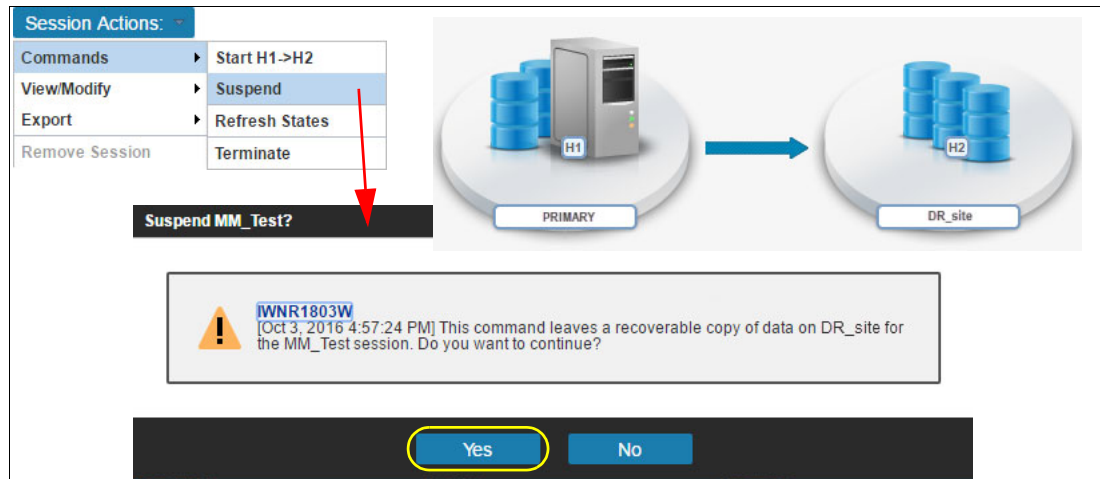 Session Actions:
Commands
Start H1->H2
View/Modify
Suspend
Export
Refresh States
Remove Session
Terminate
H1
H2
PRIMARY
DR_site
Suspend MM_Test?
IWNR1803W
[Oct 3, 2016 4:57:24 PM] This command leaves a recoverable copy of data on DR_site for
the MM_Test session. Do you want to continue?
Yes
No